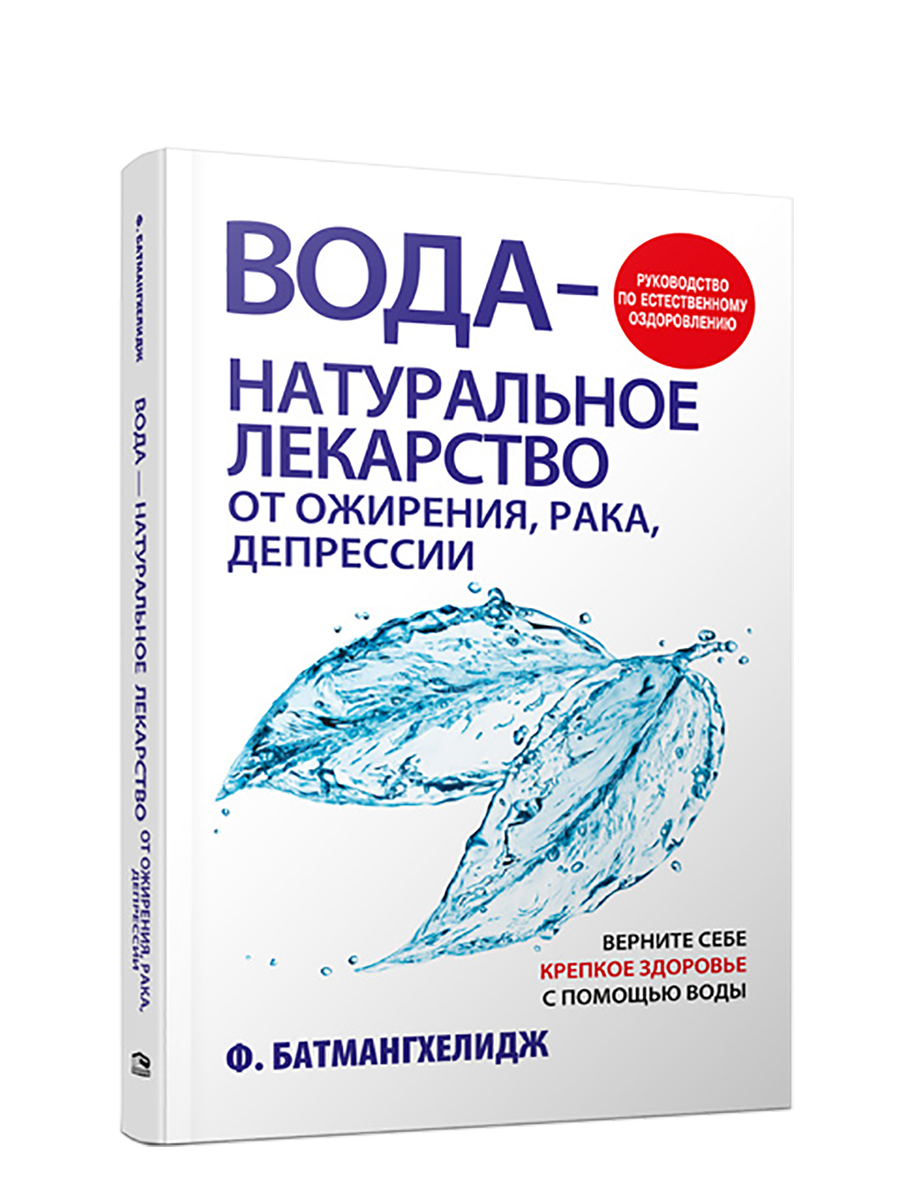 ВОДА –
РУКОВОДСТВО
ПО ЕСТЕСТВЕННОМУ
ОЗДОРОВЛЕНИЮ
НАТУРАЛЬНОЕ
ЛЕКАРСТВО
ОТ ОЖИРЕНИЯ, РАКА,
ДЕПРЕССИИ
ВЕРНИТЕ СЕБЕ
КРЕПКОЕ ЗДОРОВЬЕ
С ПОМОЩЬЮ ВОДЫ
Ф. БАТМАНГХЕЛИДЖ
Ф. БАТМАНГХЕЛИДЖ ВОДА — НАТУРАЛЬНОЕ ЛЕКАРСТВО ОТ ОЖИРЕНИЯ, РАКА,
ДЕПРЕССИИ